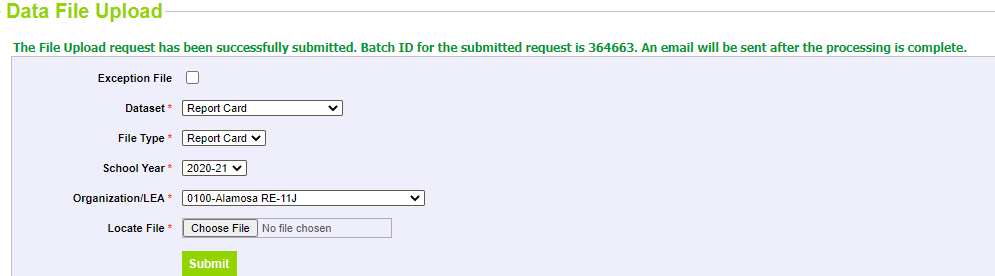 Data File Upload
The File Upload request has been successfully submitted. Batch ID for the submitted request is 364663. An email will be sent after the processing is complete.
Exception File
Dataset * Report Card
File Type * Report Card
School Year * 2020-21
Organization/LEA * 0100-Alamosa RE-11J
Locate File * Choose File No file chosen
Submit